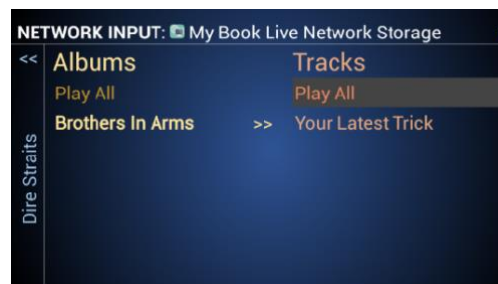 NETWORK INPUT: My Book Live Network Storage
<<
Albums
Tracks
Play All
Play All
Brothers In Arms >> Your Latest Trick
Dire Straits